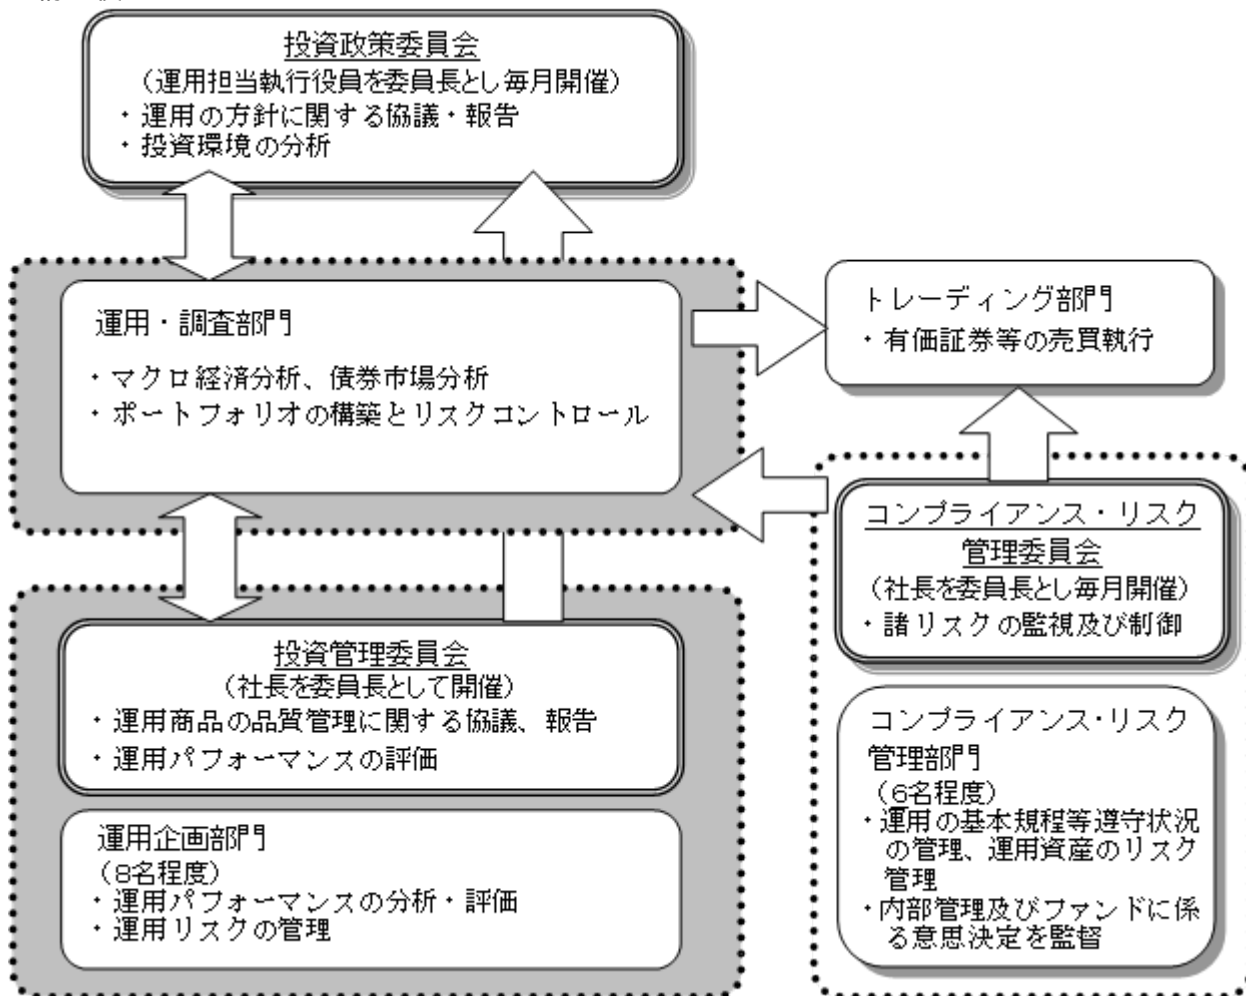 投資政策委員会
（運用担当執行役員を委員長とし毎月開催）
・運用の方針に関する協議・報告
・投資環境の分析
運用・調査部門
・マクロ経済分析、債券市場分析
・ポートフォリオの構築とリスクコントロール
トレーディング部門
・有価証券等の売買執行
投資管理委員会
（社長を委員長として開催）
・運用商品の品質管理に関する協議、報告
・運用パフォーマンスの評価
運用企画部門
（8名程度）
・運用パフォーマンスの分析・評価
・運用リスクの管理
コンプライアンス・リスク
管理委員会
（社長を委員長とし毎月開催）
・諸リスクの監視及び制御
コンプライアンス・リスク
管理部門
（6名程度）
・運用の基本規程等遵守状況
の管理、運用資産のリスク
管理
・内部管理及びファンドに係
る意思決定を監督